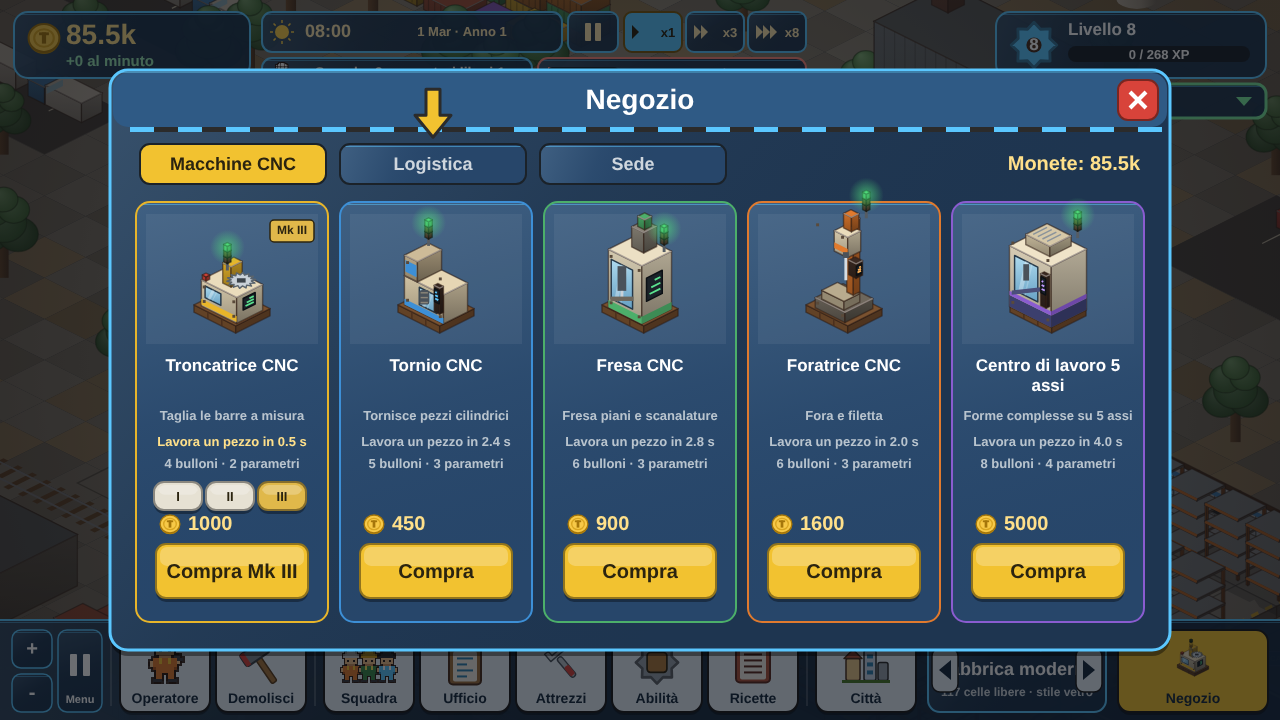 85.5k
+0 al minuto
08:00
1 Mar · Anno 1
x1
x3
x8
8
Livello 8
0 / 268 XP
Negozio
Macchine CNC
Logistica
Sede
Monete: 85.5k
Mk III
Troncatrice CNC
Taglia le barre a misura
Lavora un pezzo in 0.5 s
4 bulloni · 2 parametri
I
II
III
1000
Compra Mk III
Tornio CNC
Tornisce pezzi cilindrici
Lavora un pezzo in 2.4 s
5 bulloni · 3 parametri
450
Compra
Fresa CNC
Fresa piani e scanalature
Lavora un pezzo in 2.8 s
6 bulloni · 3 parametri
900
Compra
Foratrice CNC
Fora e filetta
Lavora un pezzo in 2.0 s
6 bulloni · 3 parametri
1600
Compra
Centro di lavoro 5
assi
Forme complesse su 5 assi
Lavora un pezzo in 4.0 s
8 bulloni · 4 parametri
5000
Compra
+
-
Menu
Operatore
Demolisci
Squadra
Ufficio
Attrezzi
Abilità
Ricette
Città
bbrica moder
117 celle libere · stile vetro
Negozio